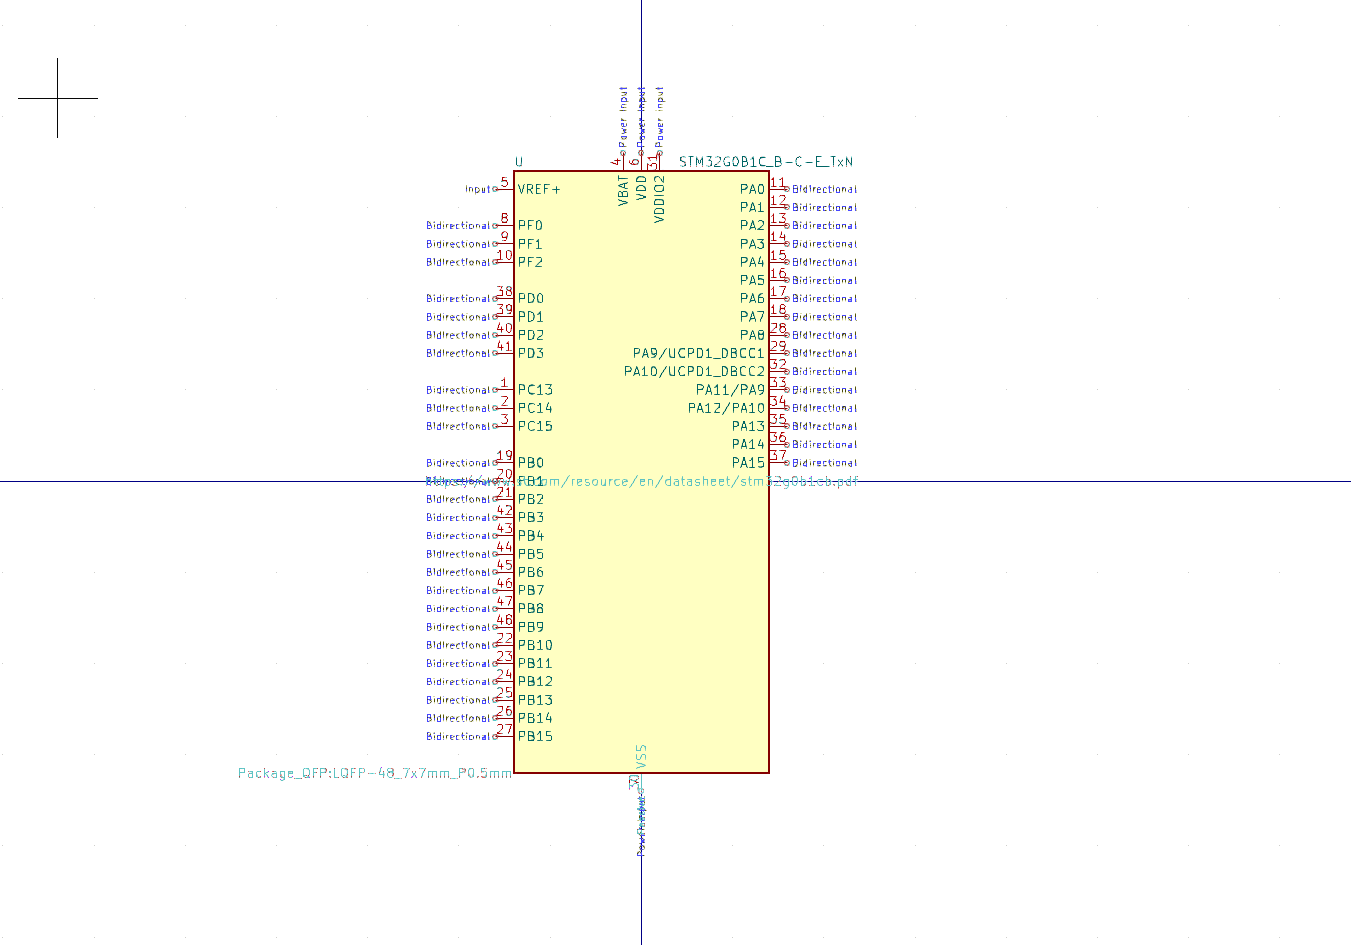 Power Input
Power Input
Power Input
U
4
6
31
STM32G0B1C_B-C-E_TxN
VBAT
VDD
VDDIO2
Input 5 VREF+
PA0 11 Bidirectional
PA1 12 Bidirectional
Bidirectional 8 PF0
PA2 13 Bidirectional
Bidirectional 9 PF1
PA3 14 Bidirectional
Bidirectional 10 PF2
PA4 15 Bidirectional
PA5 16 Bidirectional
Bidirectional 38 PD0
PA6 17 Bidirectional
Bidirectional 39 PD1
PA7 18 Bidirectional
Bidirectional 40 PD2
PA8 28 Bidirectional
Bidirectional 41 PD3
PA9/UCPD1_DBCC1 29 Bidirectional
PA10/UCPD1_DBCC2 32 Bidirectional
Bidirectional 1 PC13
PA11/PA9 33 Bidirectional
Bidirectional 2 PC14
PA12/PA10 34 Bidirectional
Bidirectional 3 PC15
PA13 35 Bidirectional
PA14 36 Bidirectional
Bidirectional 19 PB0
PA15 37 Bidirectional
20 PB1
.com/resource/en/datasheet/stm32g0b1cb.pdf
Bidirectional 21 PB2
Bidirectional 42 PB3
Bidirectional 43 PB4
Bidirectional 44 PB5
Bidirectional 45 PB6
Bidirectional 46 PB7
Bidirectional 47 PB8
Bidirectional 48 PB9
Bidirectional 22 PB10
Bidirectional 23 PB11
Bidirectional 24 PB12
Bidirectional 25 PB13
Bidirectional 26 PB14
Bidirectional 27 PB15
VSS
Package_QFP:LQFP-48_7x7mm_P0.5mm